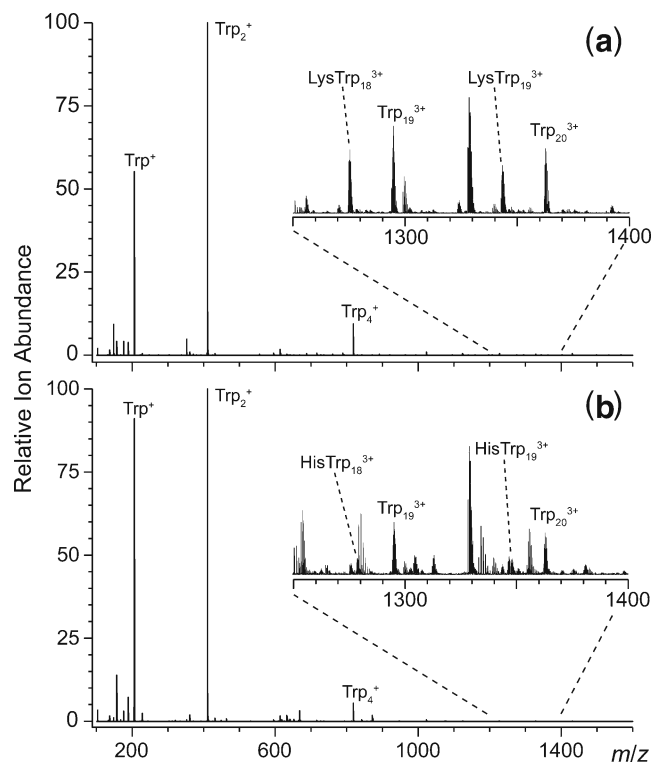 Relative Ion Abundance
(a)
100
75
50
25
0
Trp⁺
Trp₂⁺
Trp₄⁺
LysTrp₁₈³⁺
Trp₁₉³⁺
LysTrp₁₉³⁺
Trp₂₀³⁺
1300 1400
(b)
100
75
50
25
0
Trp⁺
Trp₂⁺
Trp₄⁺
HisTrp₁₈³⁺
Trp₁₉³⁺
HisTrp₁₉³⁺
Trp₂₀³⁺
1300 1400
200 600 1000 1400 m/z